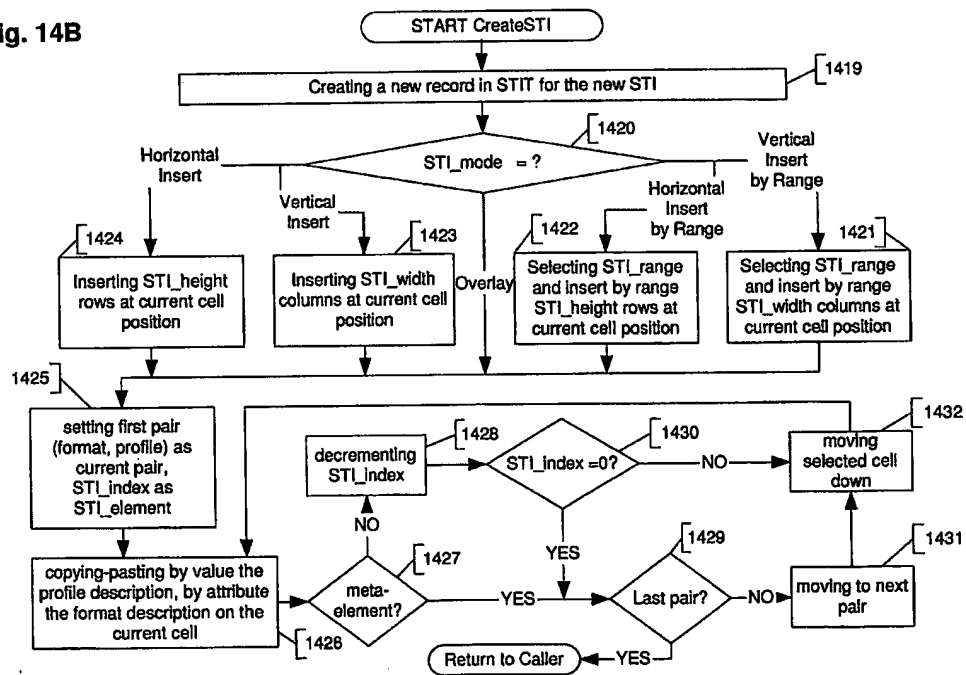 ig. 14B
START CreateSTI
1419
Creating a new record in STIT for the new STI
1420
STI_mode = ?
Horizontal
Insert
Vertical
Insert
Overlay
Horizontal
Insert
by Range
Vertical
Insert
by Range
1424
Inserting STI_height
rows at current cell
position
1423
Inserting STI_width
columns at current cell
position
1422
Selecting STI_range
and insert by range
STI_height rows at
current cell position
1421
Selecting STI_range
and insert by range
STI_width columns at
current cell position
1425
setting first pair
(format, profile) as
current pair,
STI_index as
STI_element
1428
decrementing
STI_index
1430
STI_index =0?
NO
1432
moving
selected cell
down
NO
YES
copying-pasting by value the
profile description, by attribute
the format description on the
current cell
1426
1427
meta-
element?
YES
1429
Last pair?
NO
1431
moving to next
pair
YES
Return to Caller